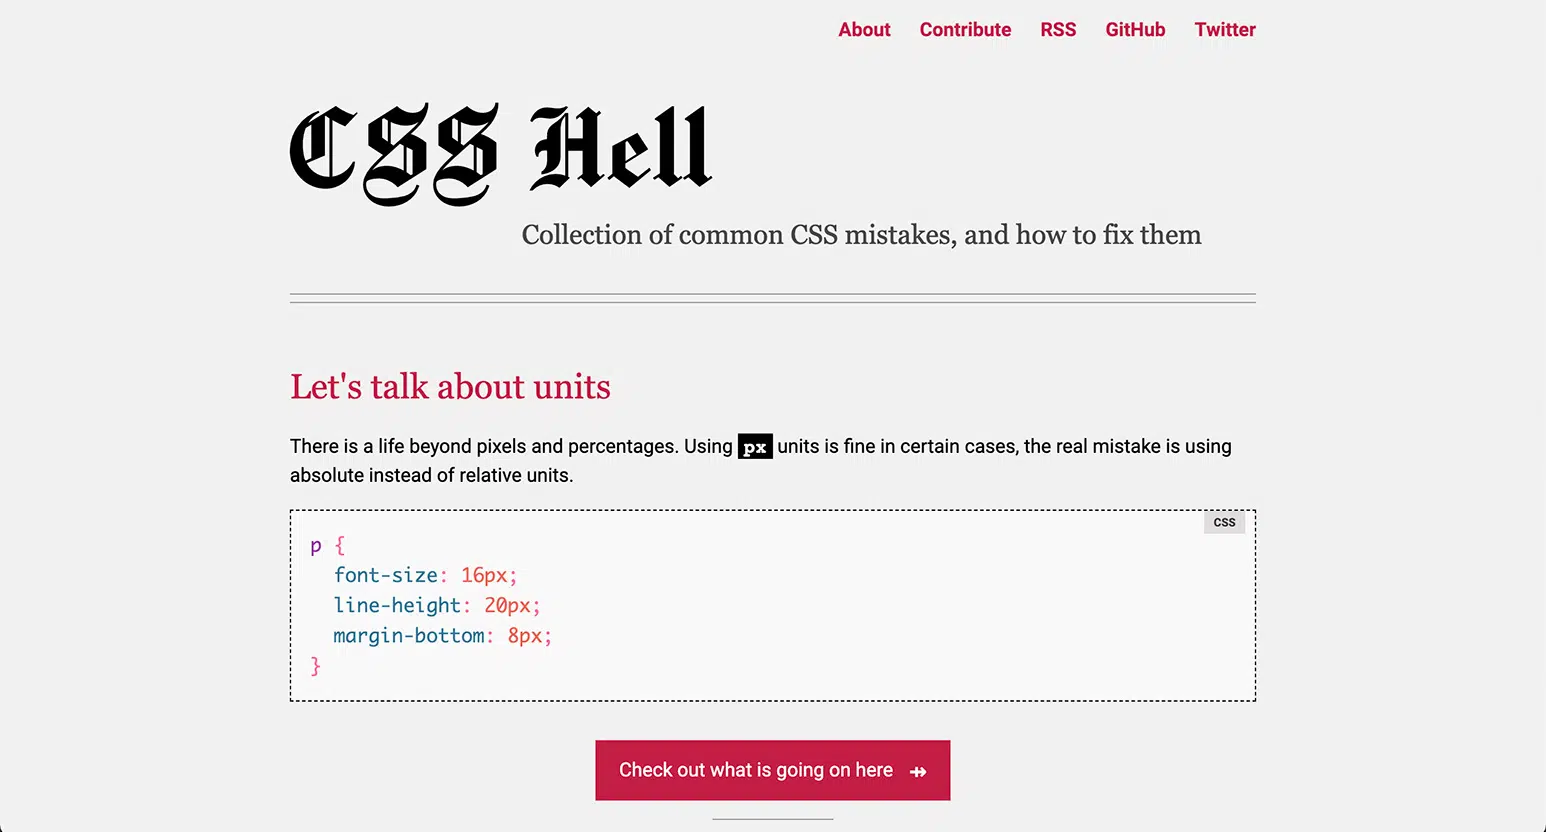 About Contribute RSS GitHub Twitter
CSS Hell
Collection of common CSS mistakes, and how to fix them
Let's talk about units
There is a life beyond pixels and percentages. Using px units is fine in certain cases, the real mistake is using
absolute instead of relative units.
CSS
p {
  font-size: 16px;
  line-height: 20px;
  margin-bottom: 8px;
}
Check out what is going on here ⇸